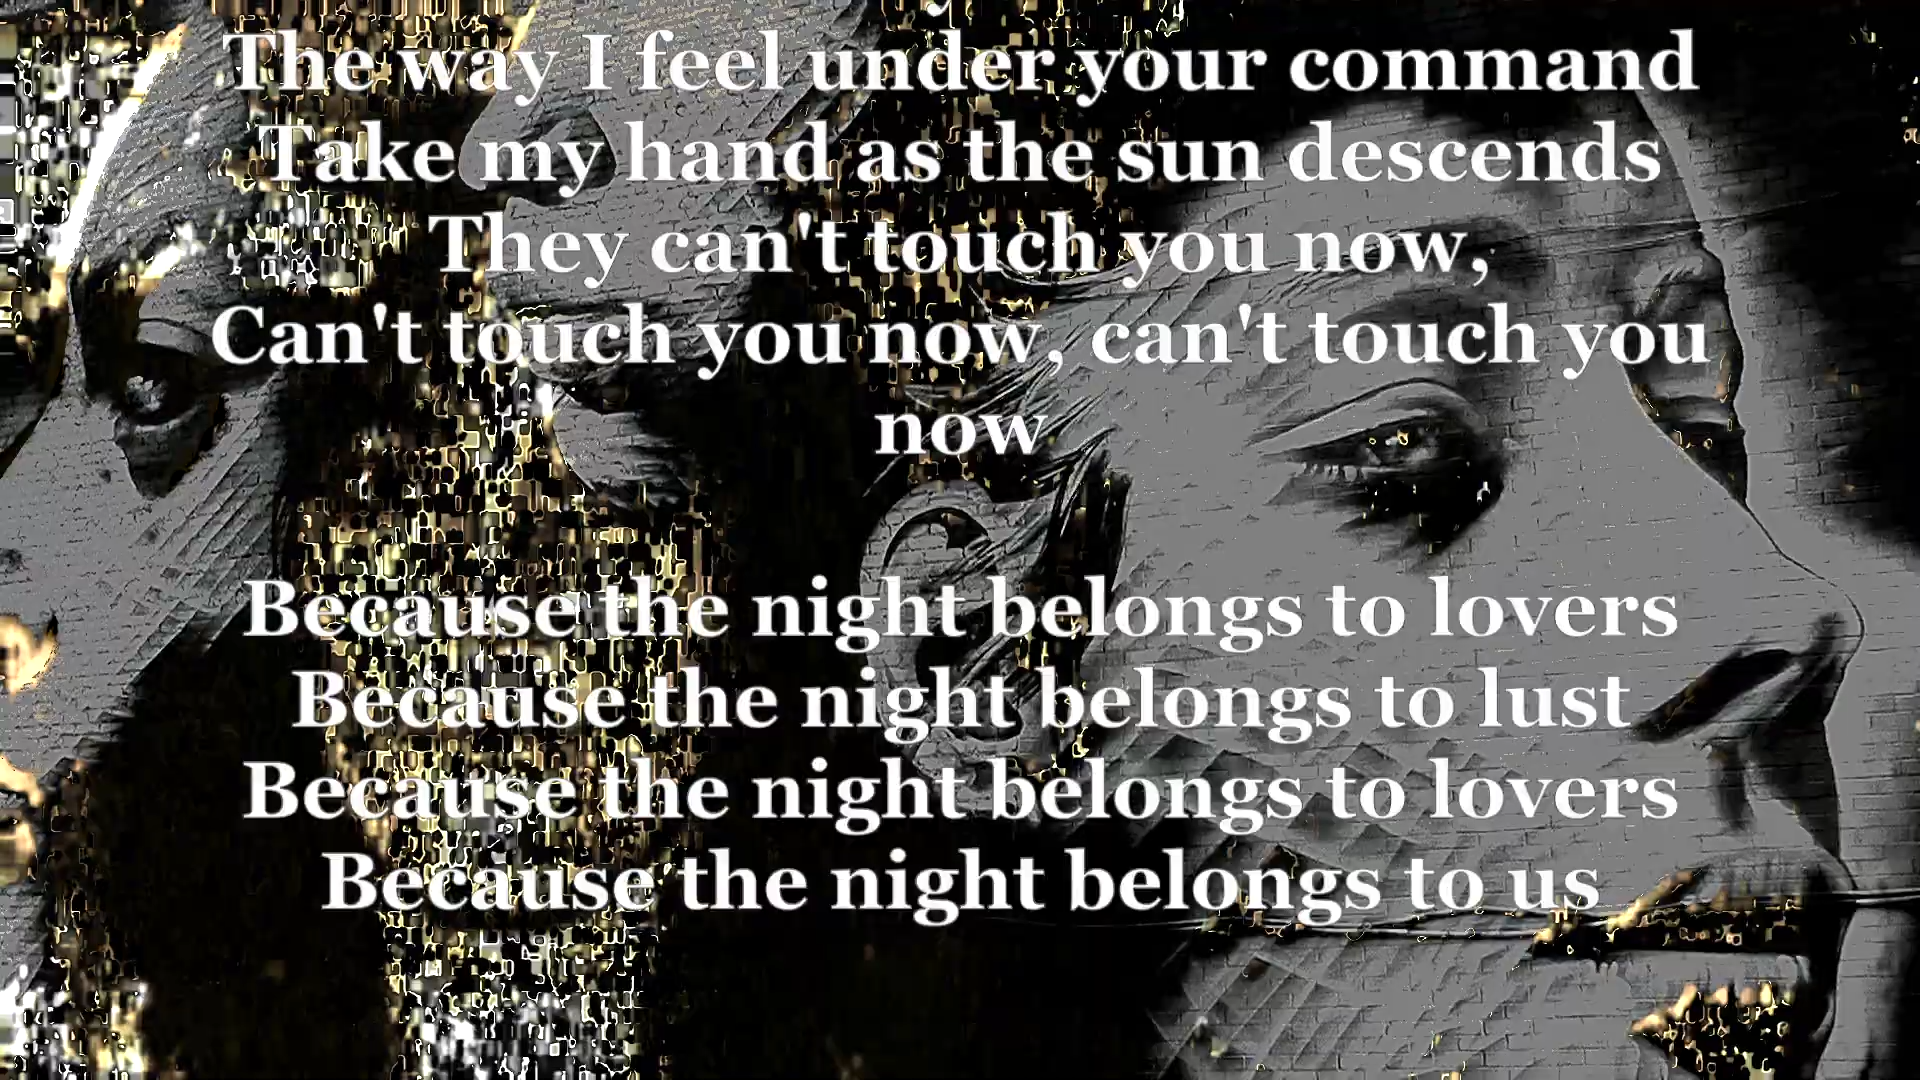 The way I feel under your command
Take my hand as the sun descends
They can't touch you now,
Can't touch you now, can't touch you
now
Because the night belongs to lovers
Because the night belongs to lust
Because the night belongs to lovers
Because the night belongs to us